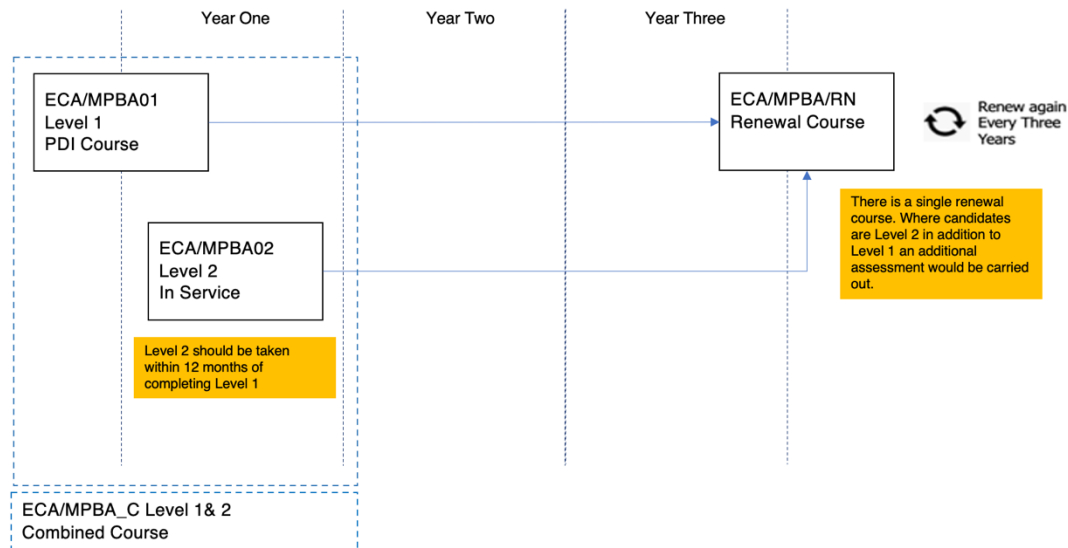 Year One
Year Two
Year Three
ECA/MPBA01
Level 1
PDI Course
ECA/MPBA/RN
Renewal Course
Renew again
Every Three
Years
There is a single renewal
course. Where candidates
are Level 2 in addition to
Level 1 an additional
assessment would be carried
out.
ECA/MPBA02
Level 2
In Service
Level 2 should be taken
within 12 months of
completing Level 1
ECA/MPBA_C Level 1& 2
Combined Course